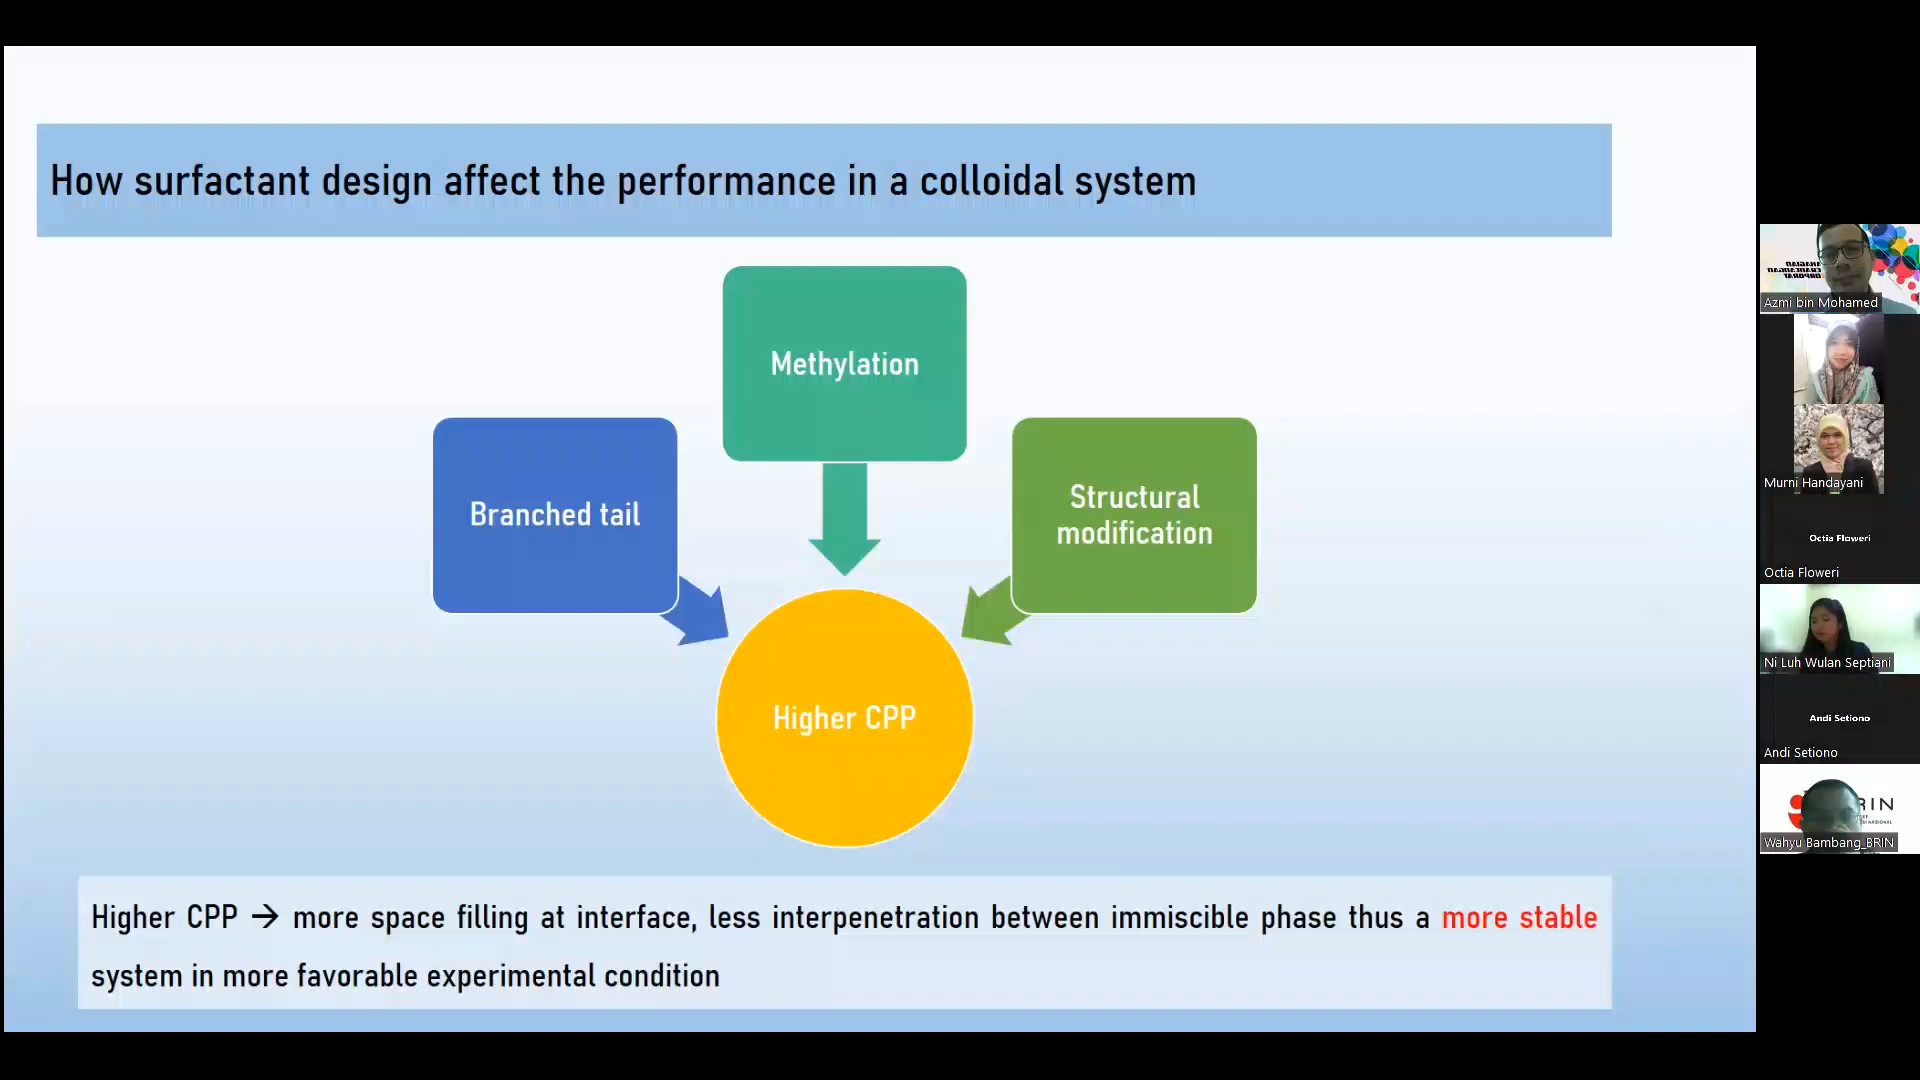 How surfactant design affect the performance in a colloidal system
Methylation
Branched tail
Structural
modification
Higher CPP
Higher CPP → more space filling at interface, less interpenetration between immiscible phase thus a more stable
system in more favorable experimental condition
Azmi bin Mohamed
Murni Handayani
Octia Floweri
Octia Floweri
Ni Luh Wulan Septiani
Andi Setiono
Andi Setiono
RIN
Wahyu Bambang_BRIN